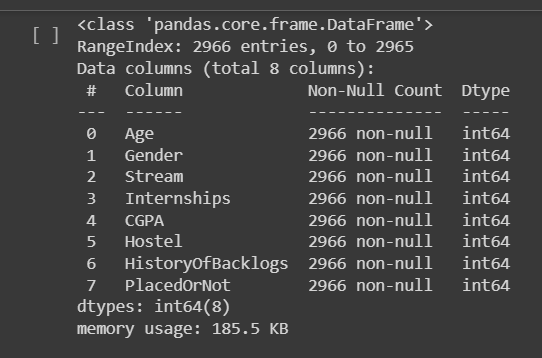 <class 'pandas.core.frame.DataFrame'>
[ ] RangeIndex: 2966 entries, 0 to 2965
Data columns (total 8 columns):
 #   Column             Non-Null Count  Dtype
---  ------             --------------  -----
 0   Age                2966 non-null   int64
 1   Gender             2966 non-null   int64
 2   Stream             2966 non-null   int64
 3   Internships        2966 non-null   int64
 4   CGPA               2966 non-null   int64
 5   Hostel             2966 non-null   int64
 6   HistoryOfBacklogs  2966 non-null   int64
 7   PlacedOrNot        2966 non-null   int64
dtypes: int64(8)
memory usage: 185.5 KB